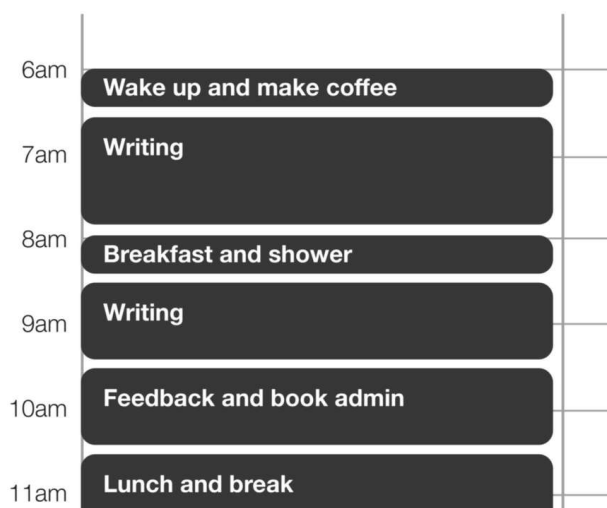 6am
Wake up and make coffee
Writing
7am
8am
Breakfast and shower
Writing
9am
Feedback and book admin
10am
Lunch and break
11am